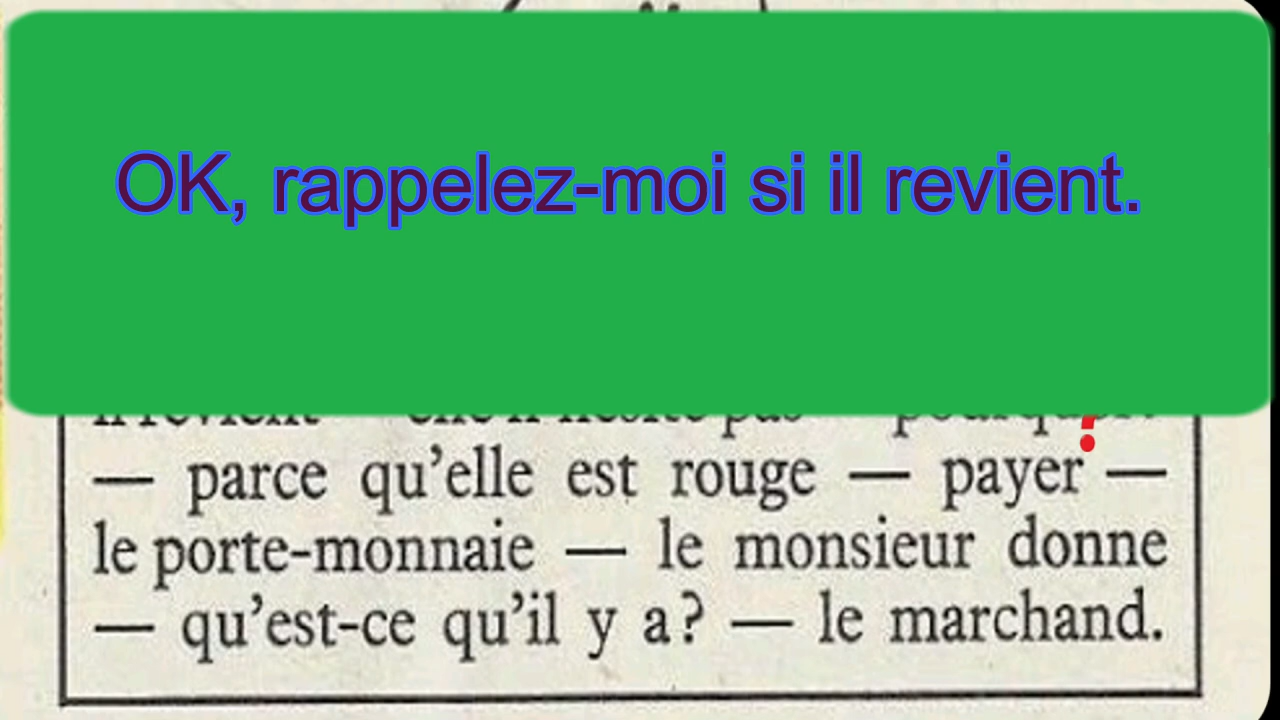 OK, rappelez-moi si il revient.
— parce qu'elle est rouge — payer —
le porte-monnaie — le monsieur donne
— qu'est-ce qu'il y a? — le marchand.